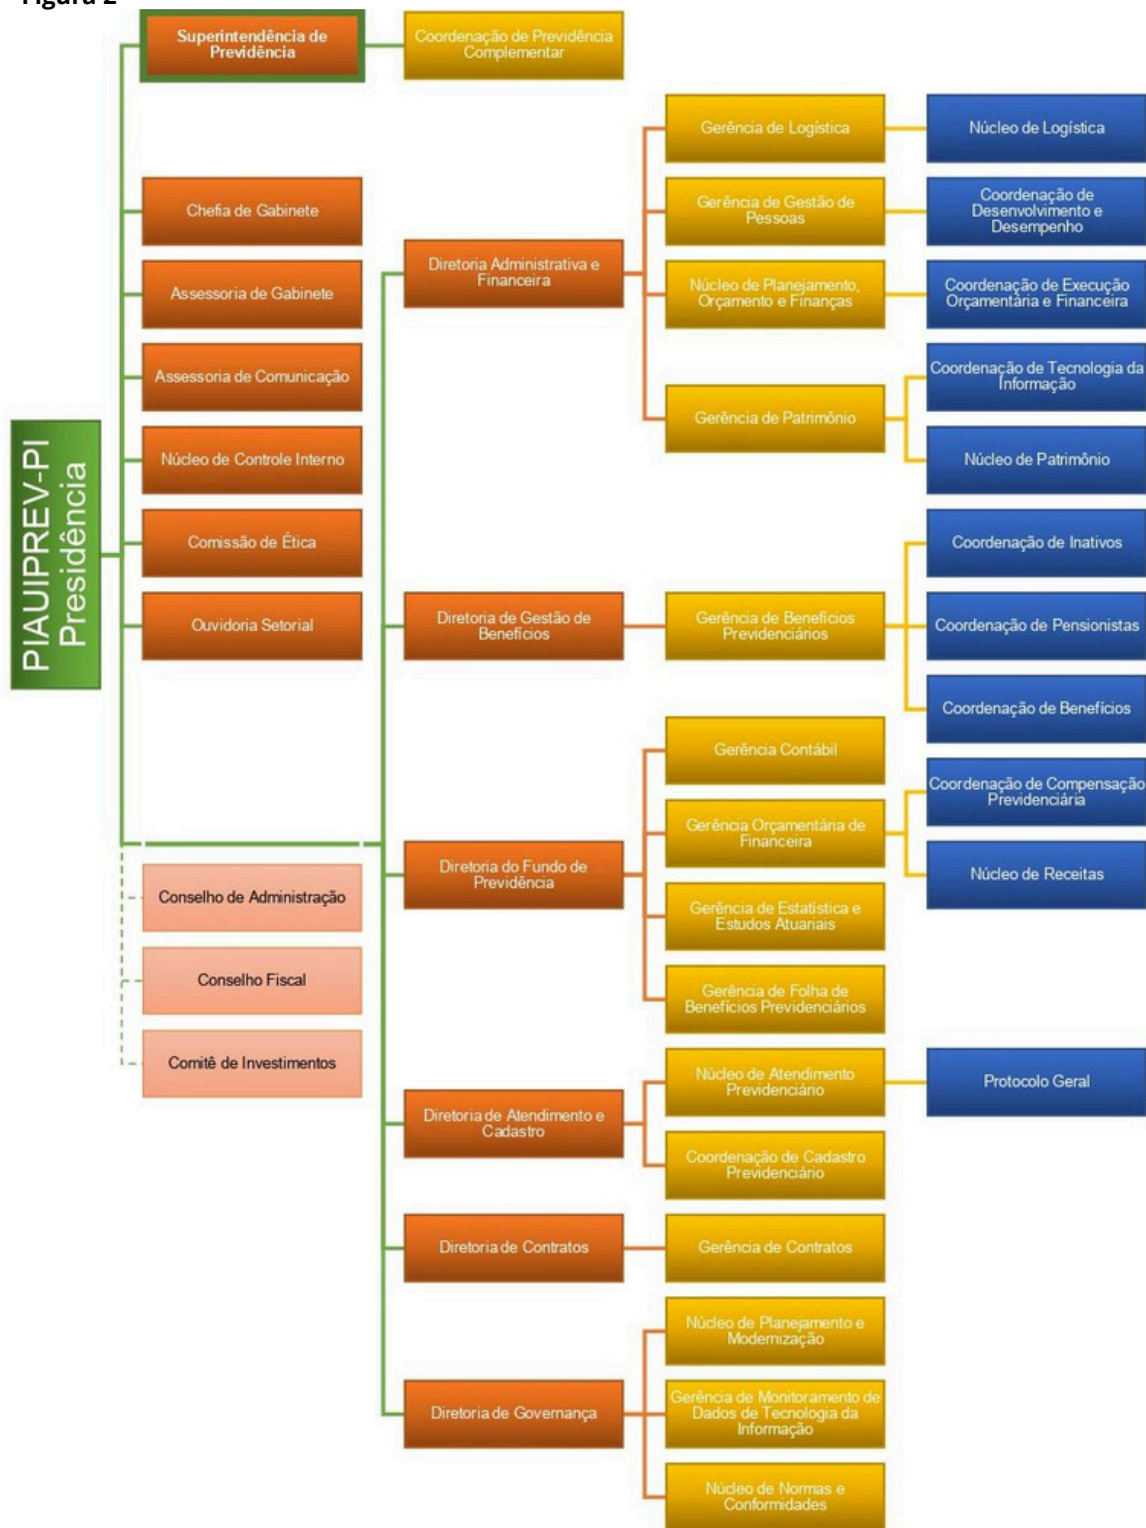 Figura 2
Superintendência de
Previdência
Coordenação de Previdência
Complementar
PIAUIPREV-PI
Presidência
Chefia de Gabinete
Assessoria de Gabinete
Assessoria de Comunicação
Núcleo de Controle Interno
Comissão de Ética
Ouvidoria Setorial
Conselho de Administração
Conselho Fiscal
Comitê de Investimentos
Diretoria Administrativa e
Financeira
Gerência de Logística
Núcleo de Logística
Gerência de Gestão de
Pessoas
Coordenação de
Desenvolvimento e
Desempenho
Núcleo de Planejamento,
Orçamento e Finanças
Coordenação de Execução
Orçamentária e Financeira
Gerência de Patrimônio
Coordenação de Tecnologia da
Informação
Núcleo de Patrimônio
Diretoria de Gestão de
Benefícios
Gerência de Benefícios
Previdenciários
Coordenação de Inativos
Coordenação de Pensionistas
Coordenação de Benefícios
Diretoria do Fundo de
Previdência
Gerência Contábil
Gerência Orçamentária de
Financeira
Coordenação de Compensação
Previdenciária
Núcleo de Receitas
Gerência de Estatística e
Estudos Atuariais
Gerência de Folha de
Benefícios Previdenciários
Diretoria de Atendimento e
Cadastro
Núcleo de Atendimento
Previdenciário
Protocolo Geral
Coordenação de Cadastro
Previdenciário
Diretoria de Contratos
Gerência de Contratos
Diretoria de Governança
Núcleo de Planejamento e
Modernização
Gerência de Monitoramento de
Dados de Tecnologia da
Informação
Núcleo de Normas e
Conformidades